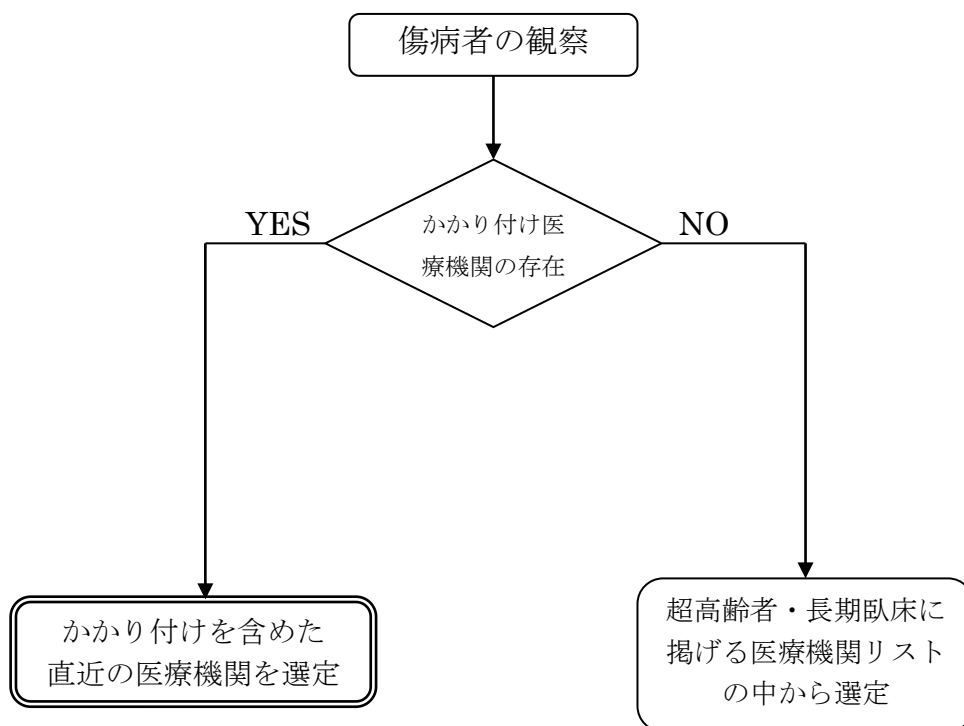 傷病者の観察
YES
かかり付け医
療機関の存在
NO
かかり付けを含めた
直近の医療機関を選定
超高齢者・長期臥床に
掲げる医療機関リスト
の中から選定